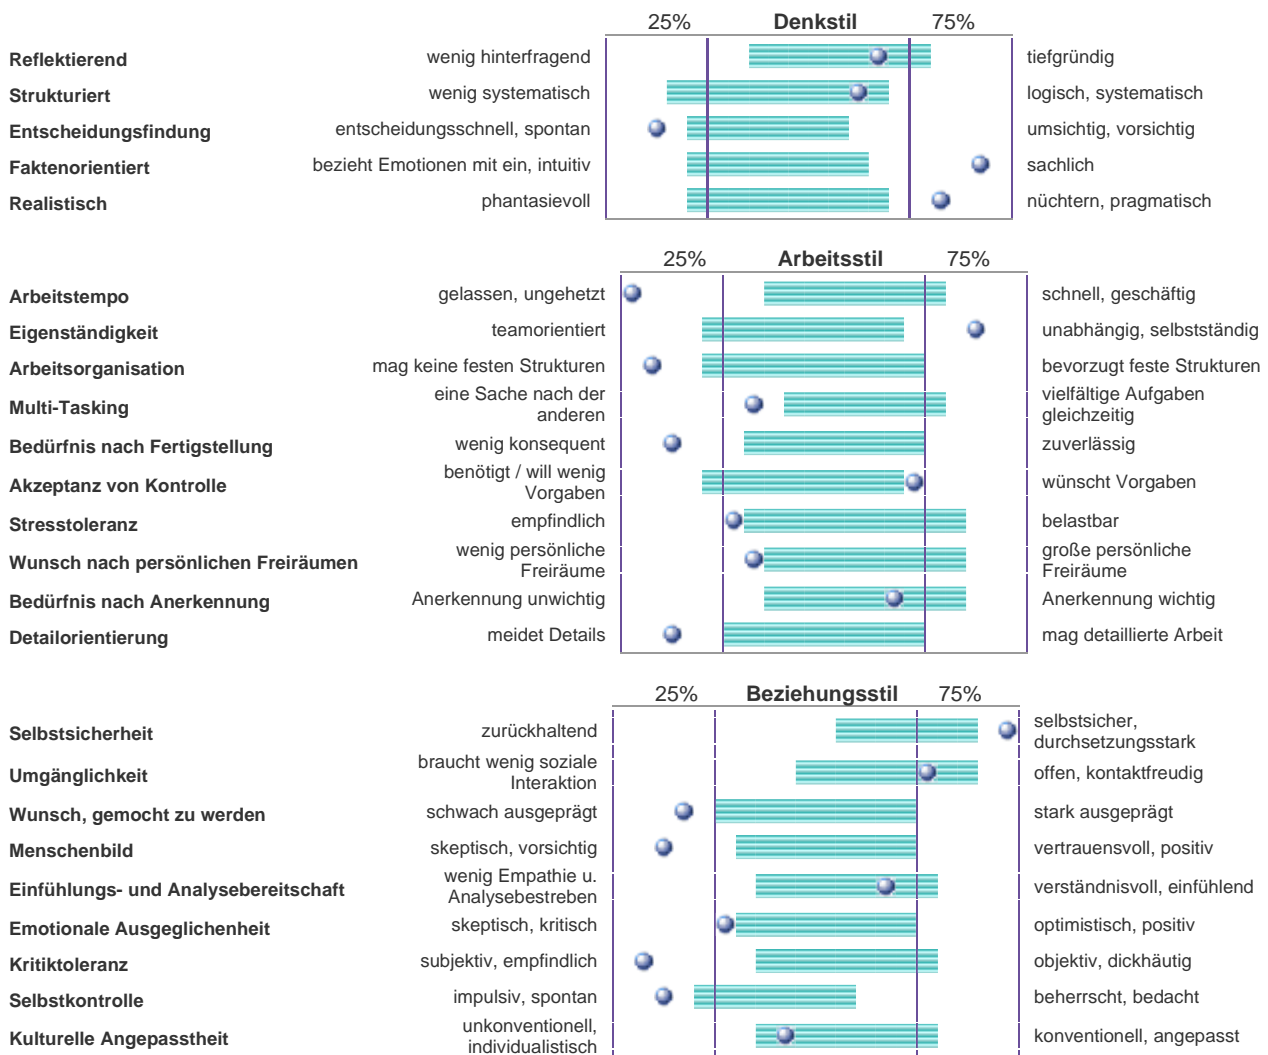 25% Denkstil 75%
Reflektierend wenig hinterfragend tiefgründig
Strukturiert wenig systematisch logisch, systematisch
Entscheidungsfindung entscheidungsschnell, spontan umsichtig, vorsichtig
Faktenorientiert bezieht Emotionen mit ein, intuitiv sachlich
Realistisch phantasievoll nüchtern, pragmatisch
25% Arbeitsstil 75%
Arbeitstempo gelassen, ungehetzt schnell, geschäftig
Eigenständigkeit teamorientiert unabhängig, selbstständig
Arbeitsorganisation mag keine festen Strukturen bevorzugt feste Strukturen
Multi-Tasking eine Sache nach der
anderen vielfältige Aufgaben
gleichzeitig
Bedürfnis nach Fertigstellung wenig konsequent zuverlässig
Akzeptanz von Kontrolle benötigt / will wenig
Vorgaben wünscht Vorgaben
Stresstoleranz empfindlich belastbar
Wunsch nach persönlichen Freiräumen wenig persönliche
Freiräume große persönliche
Freiräume
Bedürfnis nach Anerkennung Anerkennung unwichtig Anerkennung wichtig
Detailorientierung meidet Details mag detaillierte Arbeit
25% Beziehungsstil 75%
Selbstsicherheit zurückhaltend selbstsicher,
durchsetzungsstark
Umgänglichkeit braucht wenig soziale
Interaktion offen, kontaktfreudig
Wunsch, gemocht zu werden schwach ausgeprägt stark ausgeprägt
Menschenbild skeptisch, vorsichtig vertrauensvoll, positiv
Einfühlungs- und Analysebereitschaft wenig Empathie u.
Analysebestreben verständnisvoll, einfühlend
Emotionale Ausgeglichenheit skeptisch, kritisch optimistisch, positiv
Kritiktoleranz subjektiv, empfindlich objektiv, dickhäutig
Selbstkontrolle impulsiv, spontan beherrscht, bedacht
Kulturelle Angepasstheit unkonventionell,
individualistisch konventionell, angepasst